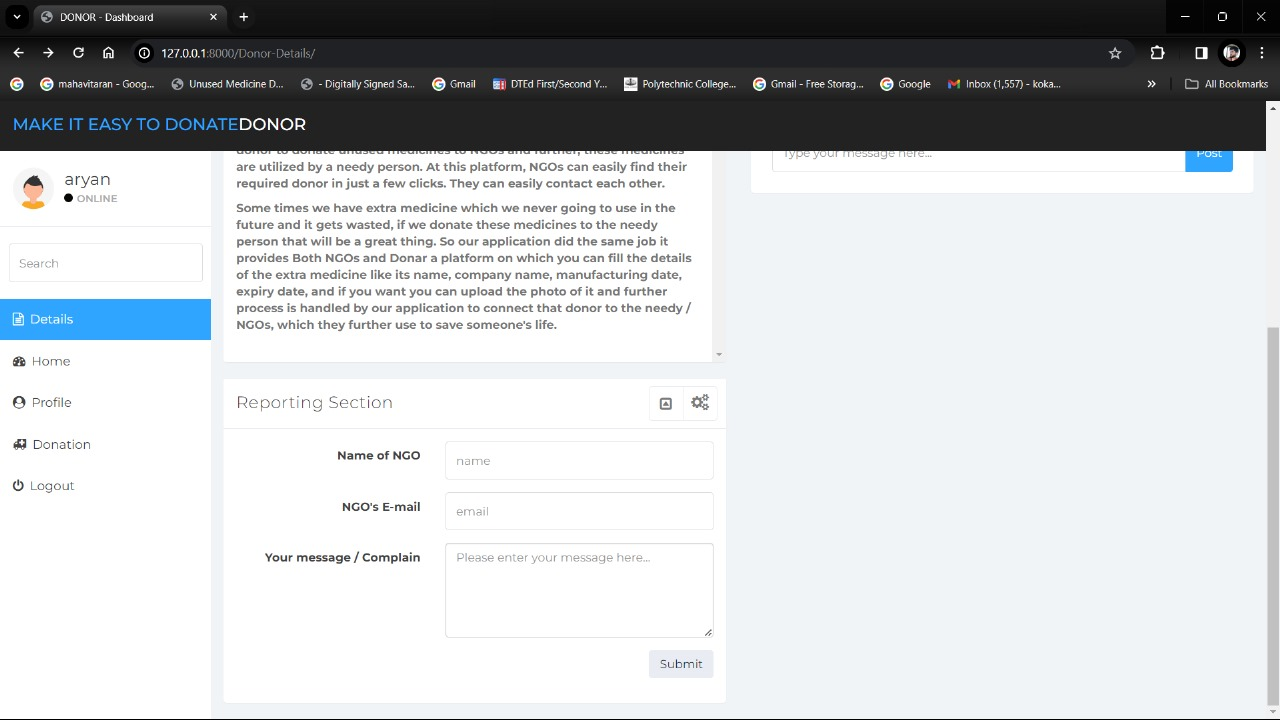 DONOR - Dashboard
127.0.0.1:8000/Donor-Details/
mahavitaran - Goog...
Unused Medicine D...
- Digitally Signed Sa...
Gmail
DTEd First/Second Y...
Polytechnic College...
Gmail - Free Storag...
Google
Inbox (1,557) - koka...
All Bookmarks
MAKE IT EASY TO DONATEDONOR
aryan
ONLINE
Search
Details
Home
Profile
Donation
Logout
donor to donate unused medicines to NGOs and further, these medicines
are utilized by a needy person. At this platform, NGOs can easily find their
required donor in just a few clicks. They can easily contact each other.
Some times we have extra medicine which we never going to use in the
future and it gets wasted, if we donate these medicines to the needy
person that will be a great thing. So our application did the same job it
provides Both NGOs and Donar a platform on which you can fill the details
of the extra medicine like its name, company name, manufacturing date,
expiry date, and if you want you can upload the photo of it and further
process is handled by our application to connect that donor to the needy /
NGOs, which they further use to save someone's life.
Type your message here...
Post
Reporting Section
Name of NGO
name
NGO's E-mail
email
Your message / Complain
Please enter your message here...
Submit